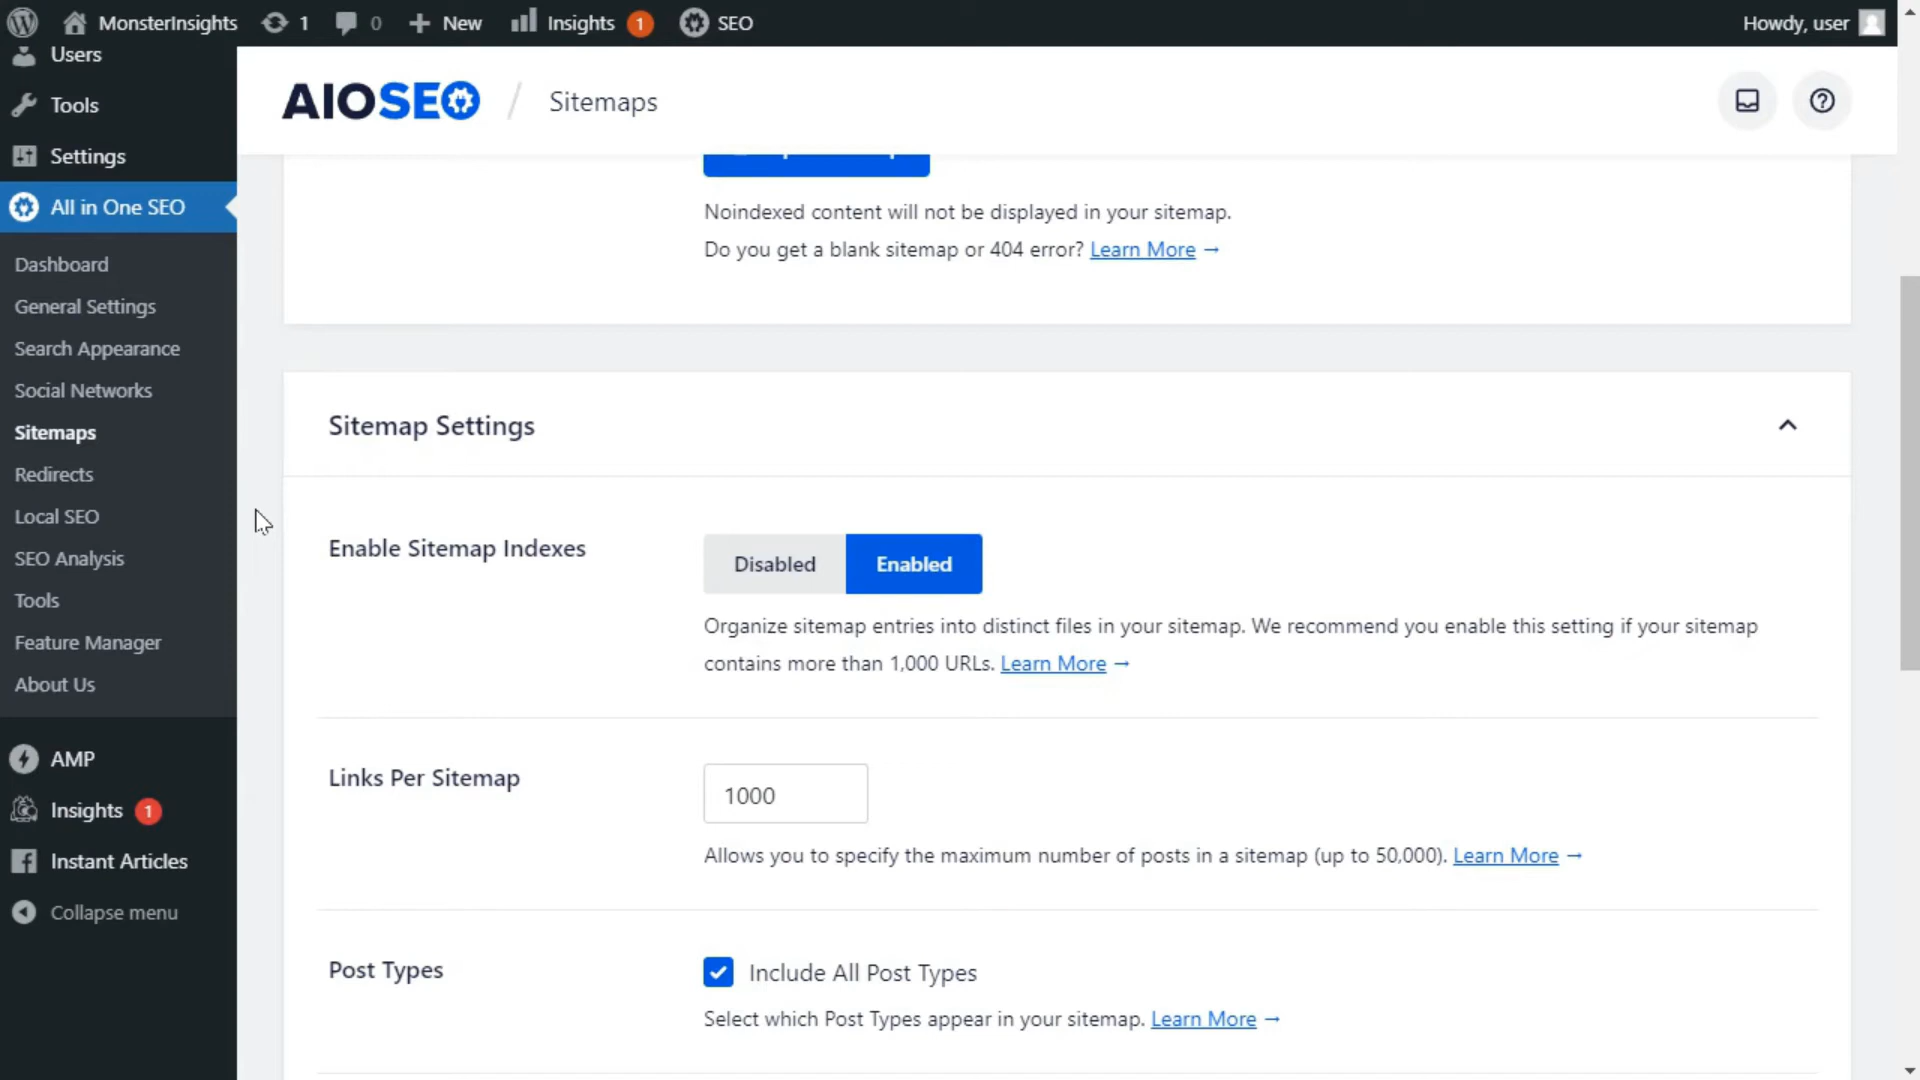 MonsterInsights 1 0 New Insights 1 SEO Howdy, user
Users
Tools
Settings
All in One SEO
Dashboard
General Settings
Search Appearance
Social Networks
Sitemaps
Redirects
Local SEO
SEO Analysis
Tools
Feature Manager
About Us
AMP
Insights 1
Instant Articles
Collapse menu
AIOSEO / Sitemaps
Noindexed content will not be displayed in your sitemap.
Do you get a blank sitemap or 404 error? Learn More →
Sitemap Settings
Enable Sitemap Indexes
Disabled Enabled
Organize sitemap entries into distinct files in your sitemap. We recommend you enable this setting if your sitemap
contains more than 1,000 URLs. Learn More →
Links Per Sitemap
1000
Allows you to specify the maximum number of posts in a sitemap (up to 50,000). Learn More →
Post Types
Include All Post Types
Select which Post Types appear in your sitemap. Learn More →